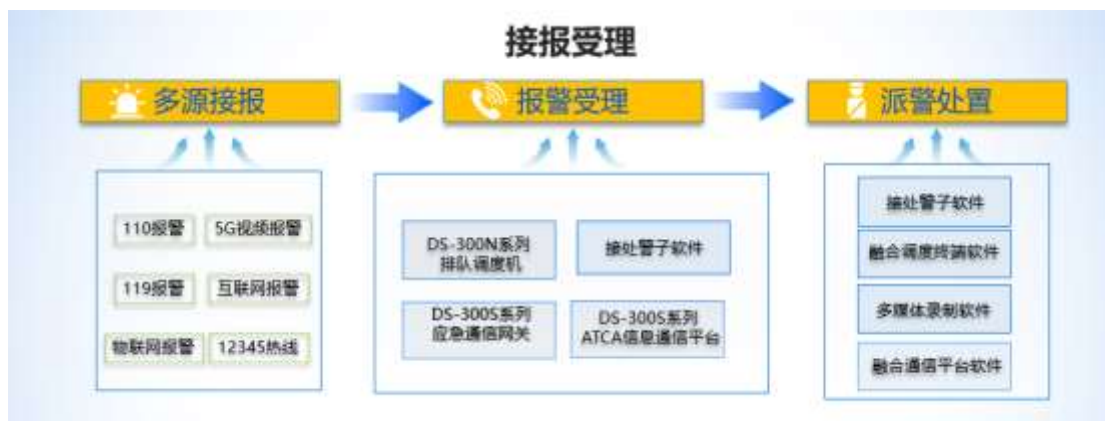 接报受理
多源接报
报警受理
派警处置
110报警
5G视频报警
119报警
互联网报警
物联网报警
12345热线
DS-300N系列
排队调度机
接处警子软件
DS-300S系列
应急通信网关
DS-300S系列
ATCA信息通信平台
接处警子软件
融合调度终端软件
多媒体录制软件
融合通信平台软件